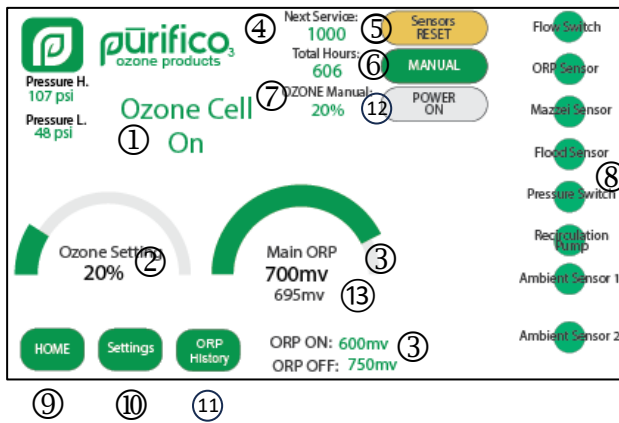 pūrifico3
ozone products
Pressure H.
107 psi
Pressure L.
48 psi
① Ozone Cell
On
④ Next Service:
1000
Total Hours:
606
⑦ OZONE Manual:
20%
⑤ Sensors
RESET
⑥ MANUAL
⑫ POWER
ON
Flow Switch
ORP Sensor
Mazzei Sensor
Flood Sensor
⑧
Pressure Switch
Recirculation
Pump
Ambient Sensor 1
Ambient Sensor 2
Ozone Setting ②
20%
Main ORP ③
700mv
695mv ⑬
HOME
Settings
ORP
History
ORP ON: 600mv ③
ORP OFF: 750mv
⑨ ⑩ ⑪